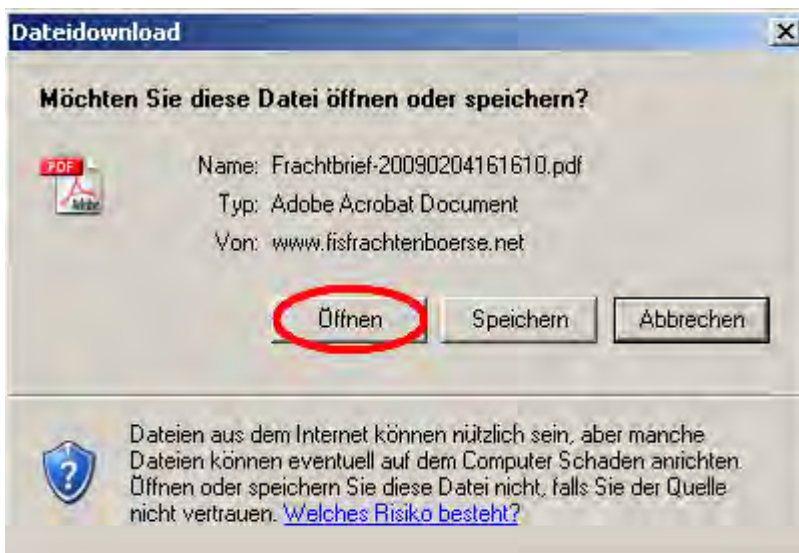 Dateidownload
Möchten Sie diese Datei öffnen oder speichern?
PDF
Adobe
Name: Frachtbrief-20090204161610.pdf
Typ: Adobe Acrobat Document
Von: www.fisfrachtenboerse.net
Öffnen Speichern Abbrechen
Dateien aus dem Internet können nützlich sein, aber manche
Dateien können eventuell auf dem Computer Schaden anrichten.
Öffnen oder speichern Sie diese Datei nicht, falls Sie der Quelle
nicht vertrauen. Welches Risiko besteht?